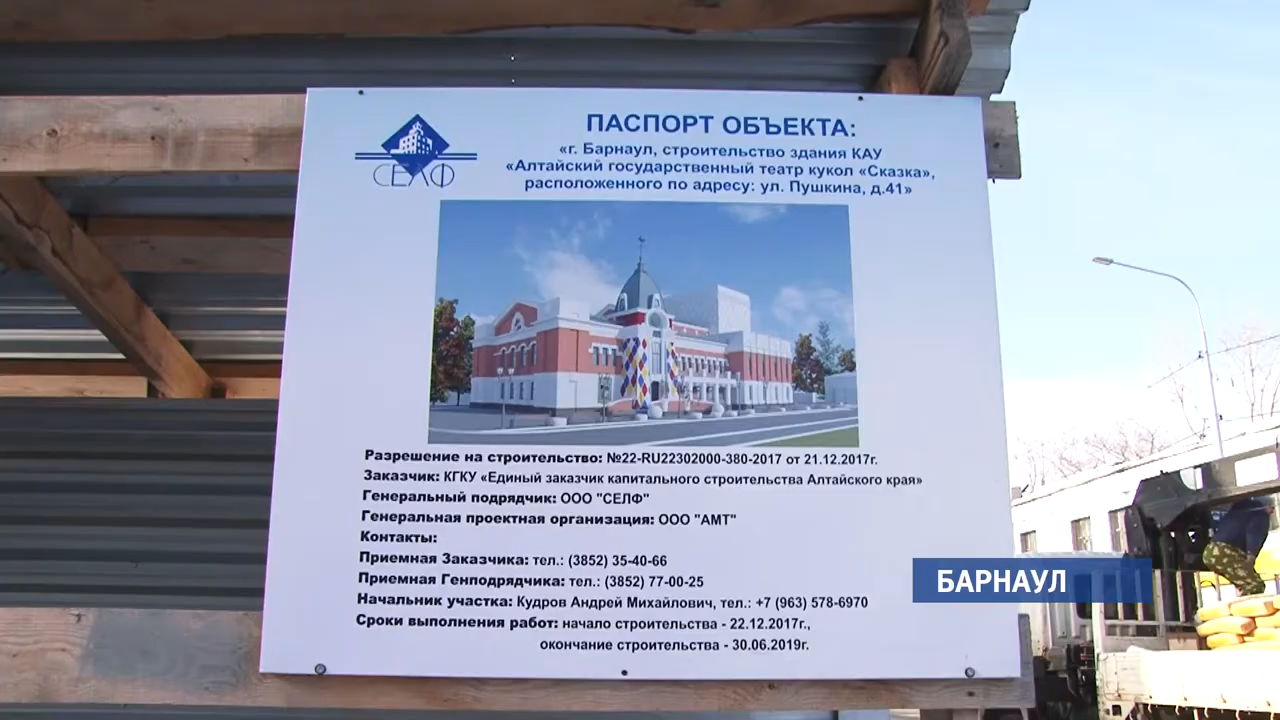 СЕЛФ
ПАСПОРТ ОБЪЕКТА:
«г. Барнаул, строительство здания КАУ
«Алтайский государственный театр кукол «Сказка»,
расположенного по адресу: ул. Пушкина, д.41»
Разрешение на строительство: №22-RU22302000-380-2017 от 21.12.2017г.
Заказчик: КГКУ «Единый заказчик капитального строительства Алтайского края»
Генеральный подрядчик: ООО "СЕЛФ"
Генеральная проектная организация: ООО "АМТ"
Контакты:
Приемная Заказчика: тел.: (3852) 35-40-66
Приемная Генподрядчика: тел.: (3852) 77-00-25
Начальник участка: Кудров Андрей Михайлович, тел.: +7 (963) 578-6970
Сроки выполнения работ: начало строительства - 22.12.2017г.,
окончание строительства - 30.06.2019г.
БАРНАУЛ